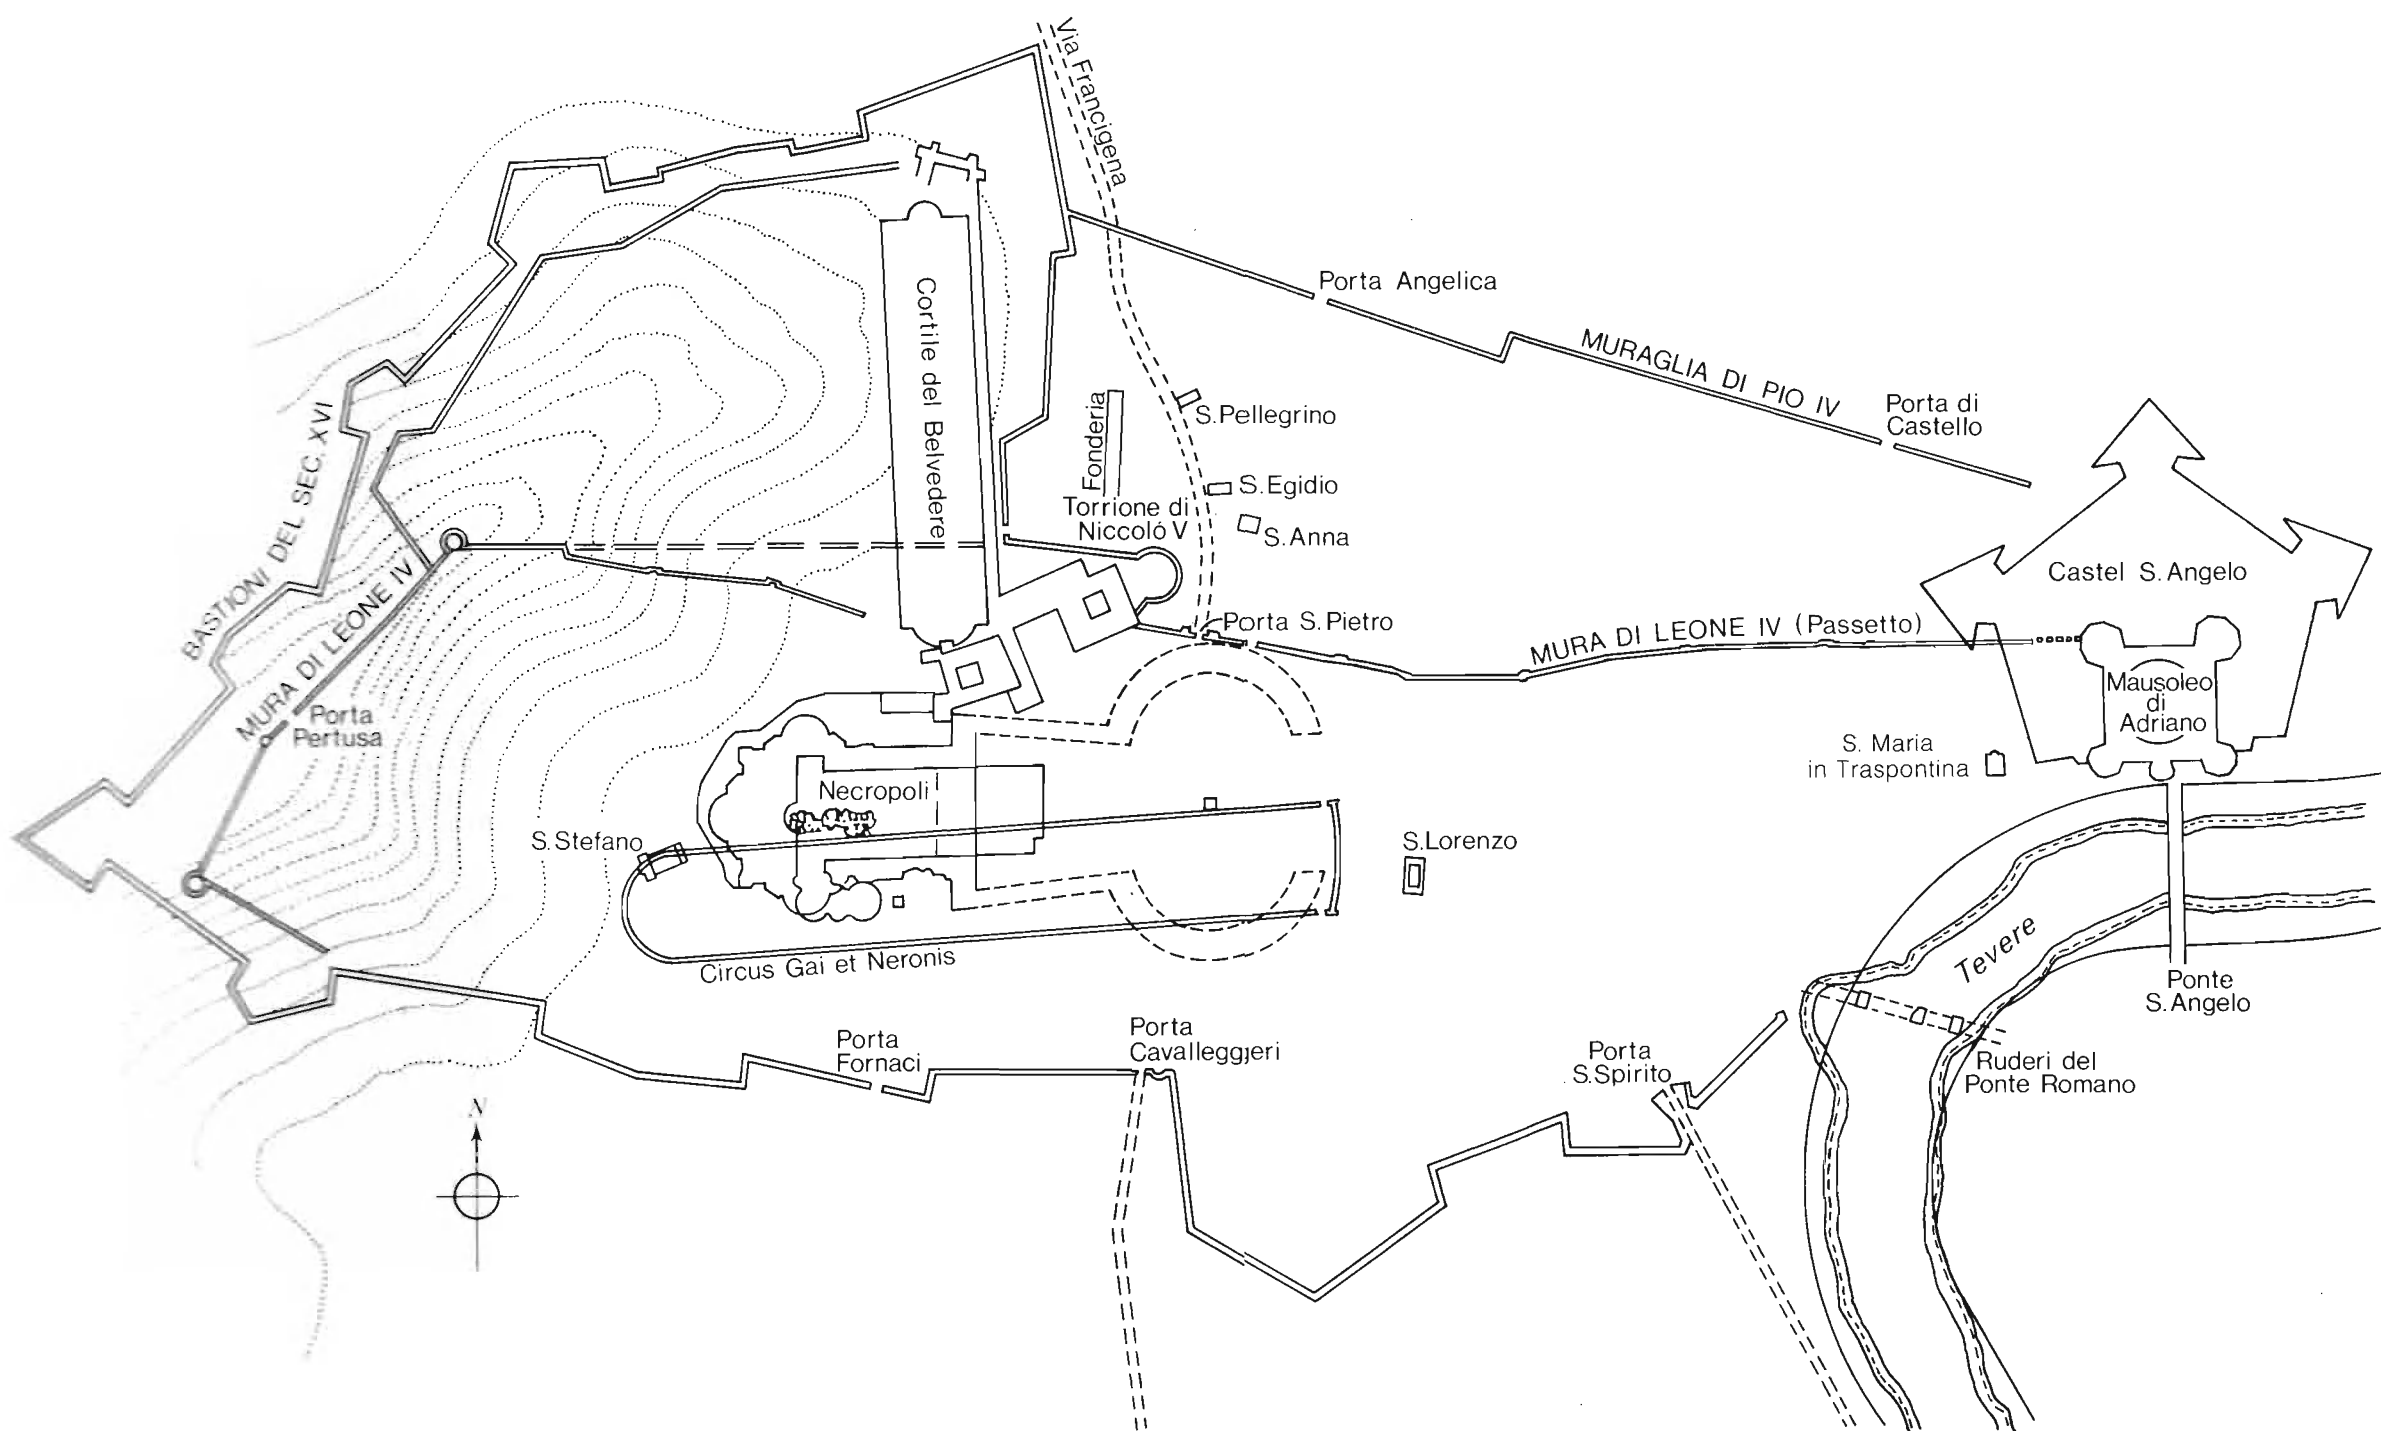 Via Francigena
Porta Angelica
MURAGLIA DI PIO IV
Porta di
Castello
Cortile del Belvedere
Fonderia
S.Pellegrino
S.Egidio
S.Anna
Torrione di
Niccoló V
BASTIONI DEL SEC. XVI
MURA DI LEONE IV
Porta
Pertusa
Porta S.Pietro
MURA DI LEONE IV (Passetto)
Castel S.Angelo
Mausoleo
di
Adriano
S. Maria
in Traspontina
Necropoli
S.Stefano
S.Lorenzo
Circus Gai et Neronis
Tevere
Ponte
S.Angelo
Ruderi del
Ponte Romano
Porta
Fornaci
Porta
Cavalleggjeri
Porta
S.Spirito
N